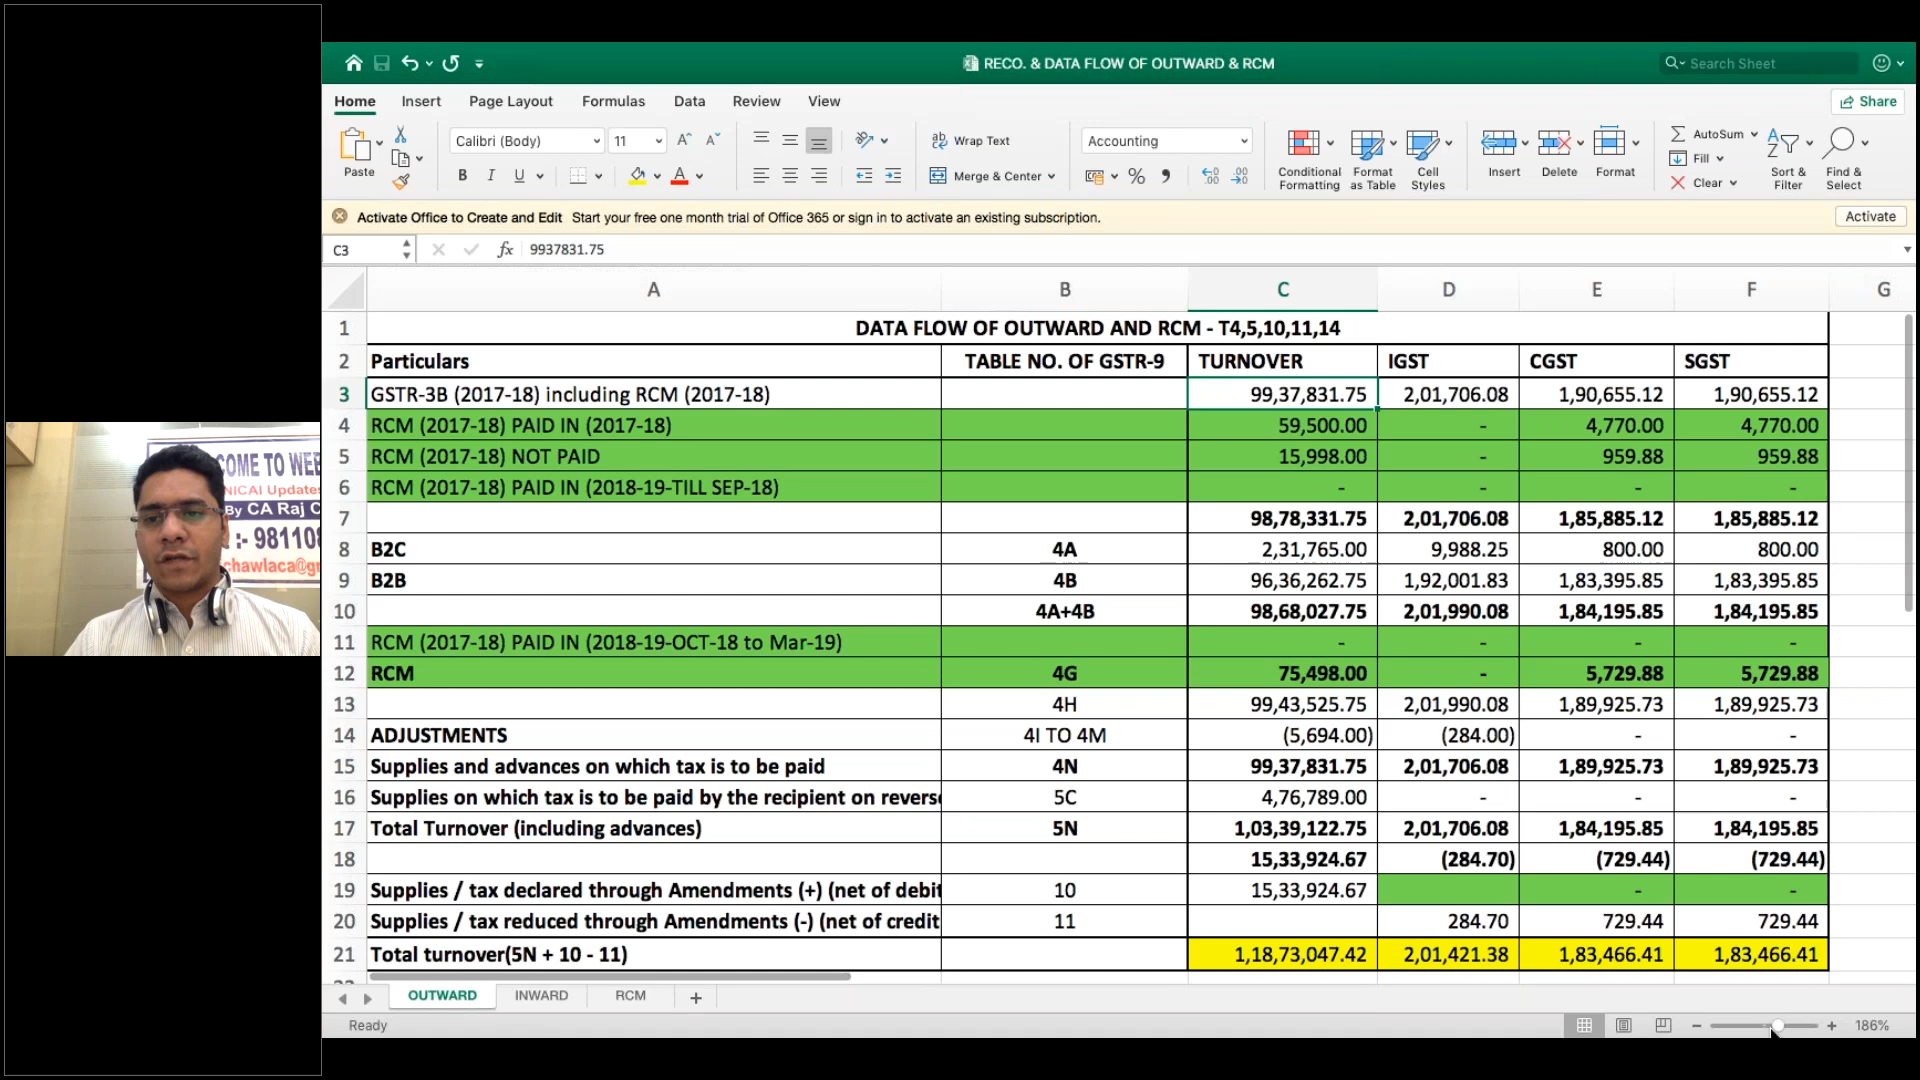 RECO. & DATA FLOW OF OUTWARD & RCM
Search Sheet
Home Insert Page Layout Formulas Data Review View
Share
Paste
Calibri (Body) 11
B I U
Wrap Text
Merge & Center
Accounting
Conditional Formatting
Format as Table
Cell Styles
Insert Delete Format
AutoSum
Fill
Clear
Sort & Filter
Find & Select
Activate Office to Create and Edit Start your free one month trial of Office 365 or sign in to activate an existing subscription.
Activate
C3 fx 9937831.75
A B C D E F G
1 DATA FLOW OF OUTWARD AND RCM - T4,5,10,11,14
2 Particulars TABLE NO. OF GSTR-9 TURNOVER IGST CGST SGST
3 GSTR-3B (2017-18) including RCM (2017-18) 99,37,831.75 2,01,706.08 1,90,655.12 1,90,655.12
4 RCM (2017-18) PAID IN (2017-18) 59,500.00 - 4,770.00 4,770.00
5 RCM (2017-18) NOT PAID 15,998.00 - 959.88 959.88
6 RCM (2017-18) PAID IN (2018-19-TILL SEP-18) - - - -
7 98,78,331.75 2,01,706.08 1,85,885.12 1,85,885.12
8 B2C 4A 2,31,765.00 9,988.25 800.00 800.00
9 B2B 4B 96,36,262.75 1,92,001.83 1,83,395.85 1,83,395.85
10 4A+4B 98,68,027.75 2,01,990.08 1,84,195.85 1,84,195.85
11 RCM (2017-18) PAID IN (2018-19-OCT-18 to Mar-19) - - - -
12 RCM 4G 75,498.00 - 5,729.88 5,729.88
13 4H 99,43,525.75 2,01,990.08 1,89,925.73 1,89,925.73
14 ADJUSTMENTS 4I TO 4M (5,694.00) (284.00) - -
15 Supplies and advances on which tax is to be paid 4N 99,37,831.75 2,01,706.08 1,89,925.73 1,89,925.73
16 Supplies on which tax is to be paid by the recipient on revers 5C 4,76,789.00 - - -
17 Total Turnover (including advances) 5N 1,03,39,122.75 2,01,706.08 1,84,195.85 1,84,195.85
18 15,33,924.67 (284.70) (729.44) (729.44)
19 Supplies / tax declared through Amendments (+) (net of debit 10 15,33,924.67 - -
20 Supplies / tax reduced through Amendments (-) (net of credit 11 284.70 729.44 729.44
21 Total turnover(5N + 10 - 11) 1,18,73,047.42 2,01,421.38 1,83,466.41 1,83,466.41
OUTWARD INWARD RCM +
Ready
186%
COME TO WEB
NICAI Updates
By CA Raj C
:- 98110
chawlaca@g